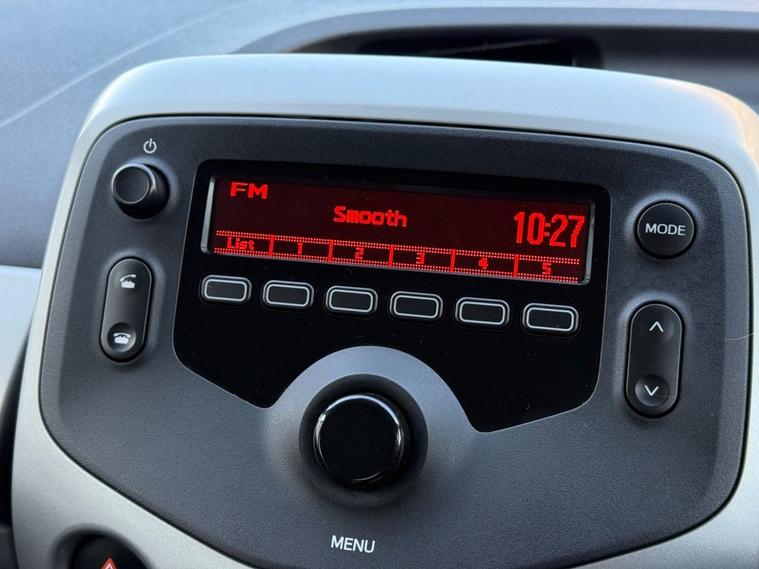 FM
Smooth
10:27
List 1 2 3 4 5
MODE
MENU